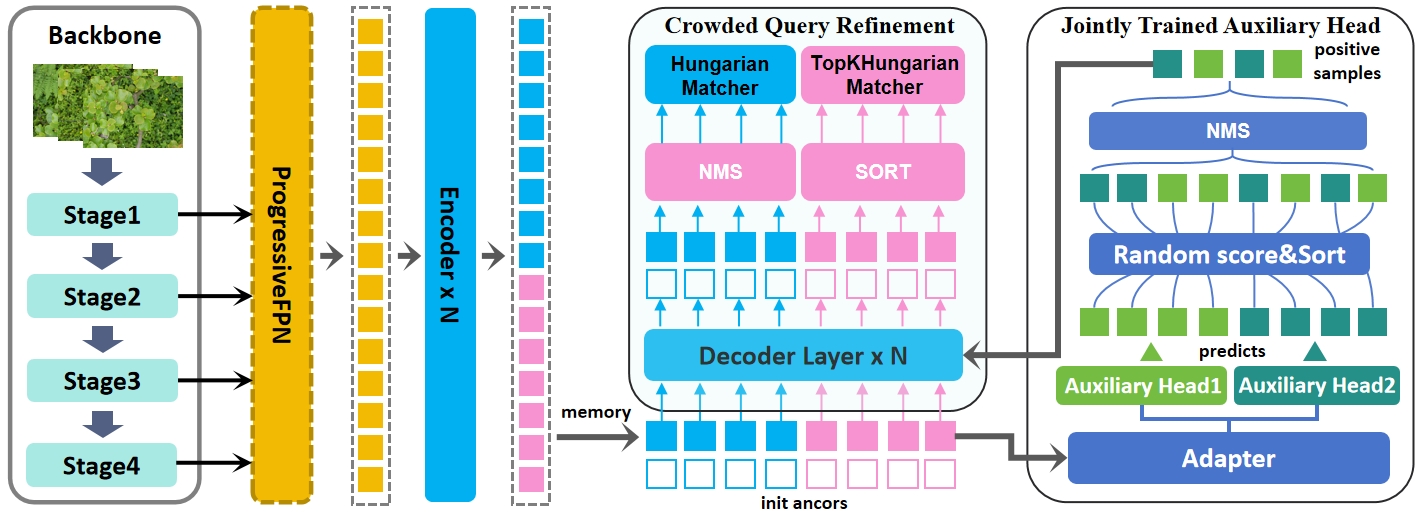 Backbone
Stage1
Stage2
Stage3
Stage4
ProgressiveFPN
Encoder x N
memory
Crowded Query Refinement
Hungarian
Matcher
TopKHungarian
Matcher
NMS
SORT
Decoder Layer x N
init ancors
Jointly Trained Auxiliary Head
positive
samples
NMS
Random score&Sort
predicts
Auxiliary Head1
Auxiliary Head2
Adapter